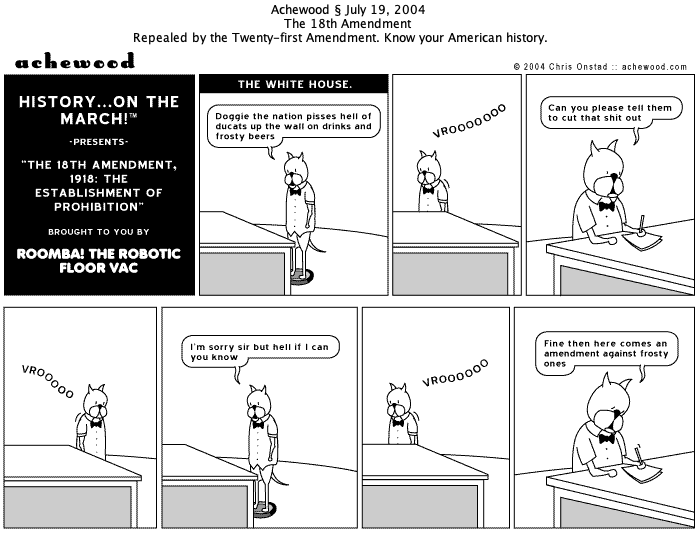 Achewood § July 19, 2004
The 18th Amendment
Repealed by the Twenty-first Amendment. Know your American history.
achewood
© 2004 Chris Onstad :: achewood.com
HISTORY...ON THE
MARCH!™
-PRESENTS-
"THE 18TH AMENDMENT,
1918: THE
ESTABLISHMENT OF
PROHIBITION"
BROUGHT TO YOU BY
ROOMBA! THE ROBOTIC
FLOOR VAC
THE WHITE HOUSE.
Doggie the nation pisses hell of
ducats up the wall on drinks and
frosty beers
VROOOOOOO
Can you please tell them
to cut that shit out
VROOOOO
I'm sorry sir but hell if I can
you know
VROOOOOO
Fine then here comes an
amendment against frosty
ones